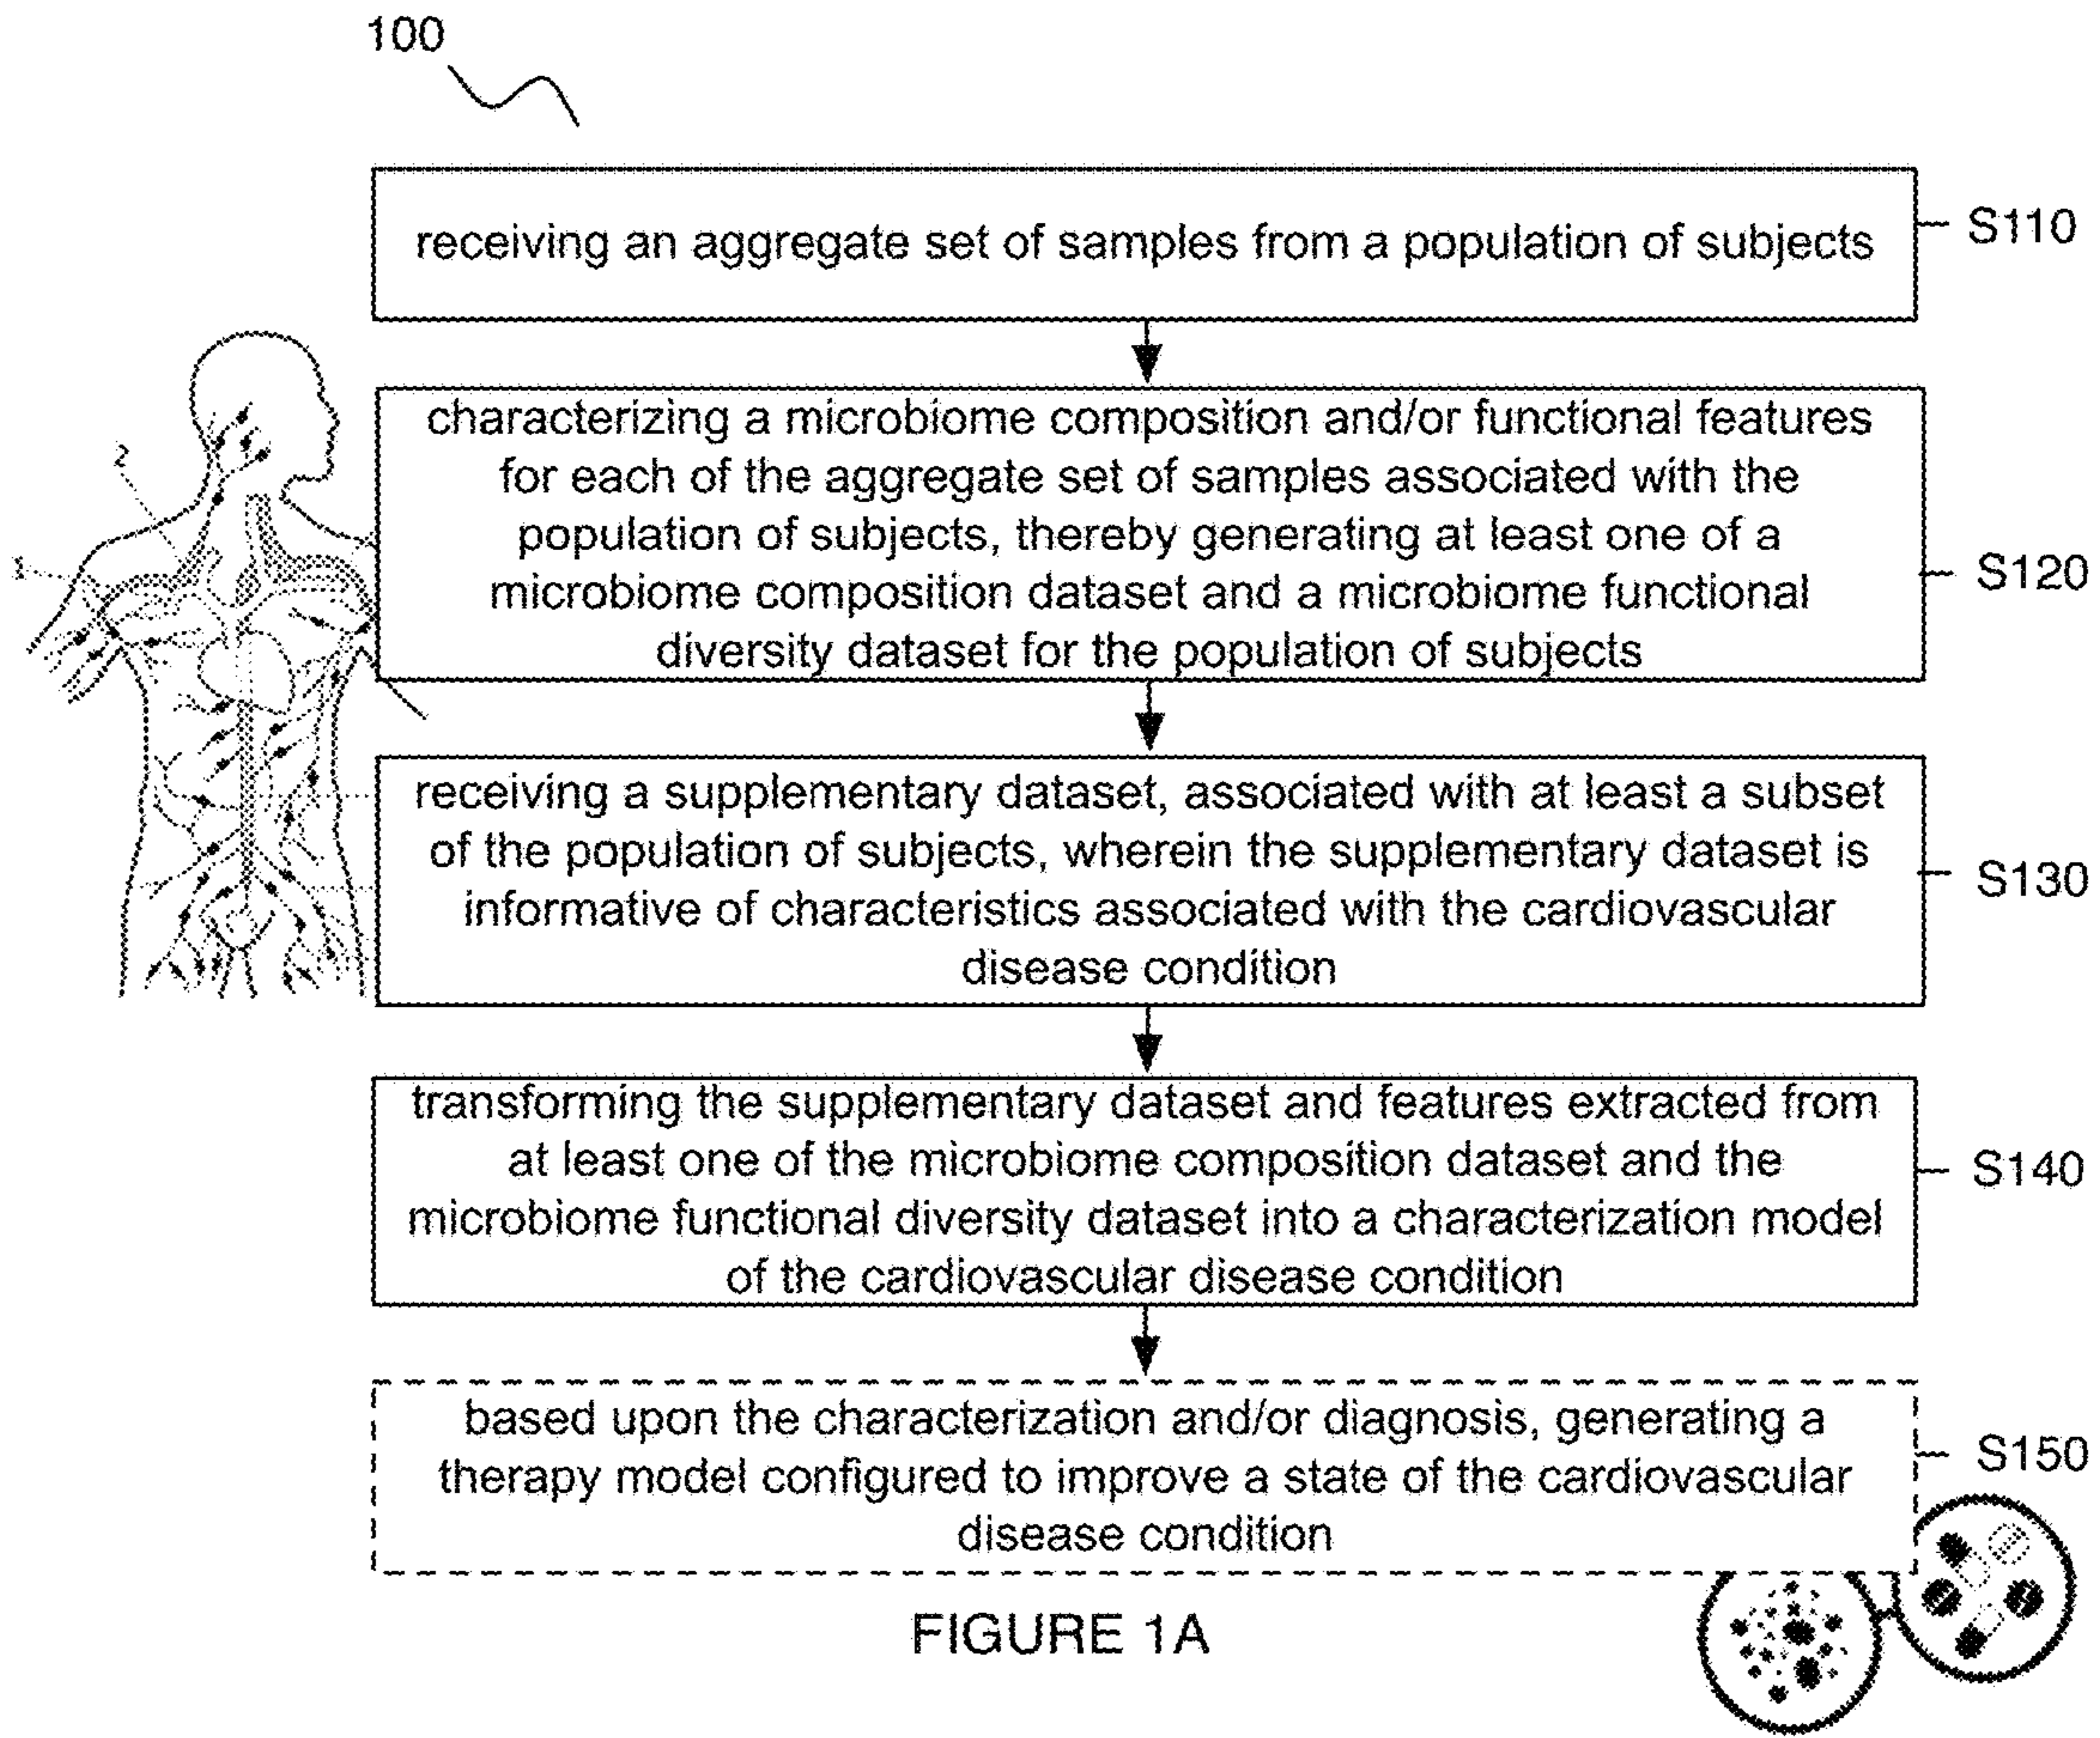 100
receiving an aggregate set of samples from a population of subjects
S110
characterizing a microbiome composition and/or functional features
for each of the aggregate set of samples associated with the
population of subjects, thereby generating at least one of a
microbiome composition dataset and a microbiome functional
diversity dataset for the population of subjects
S120
2
1
receiving a supplementary dataset, associated with at least a subset
of the population of subjects, wherein the supplementary dataset is
informative of characteristics associated with the cardiovascular
disease condition
S130
transforming the supplementary dataset and features extracted from
at least one of the microbiome composition dataset and the
microbiome functional diversity dataset into a characterization model
of the cardiovascular disease condition
S140
based upon the characterization and/or diagnosis, generating a
therapy model configured to improve a state of the cardiovascular
disease condition
S150
FIGURE 1A